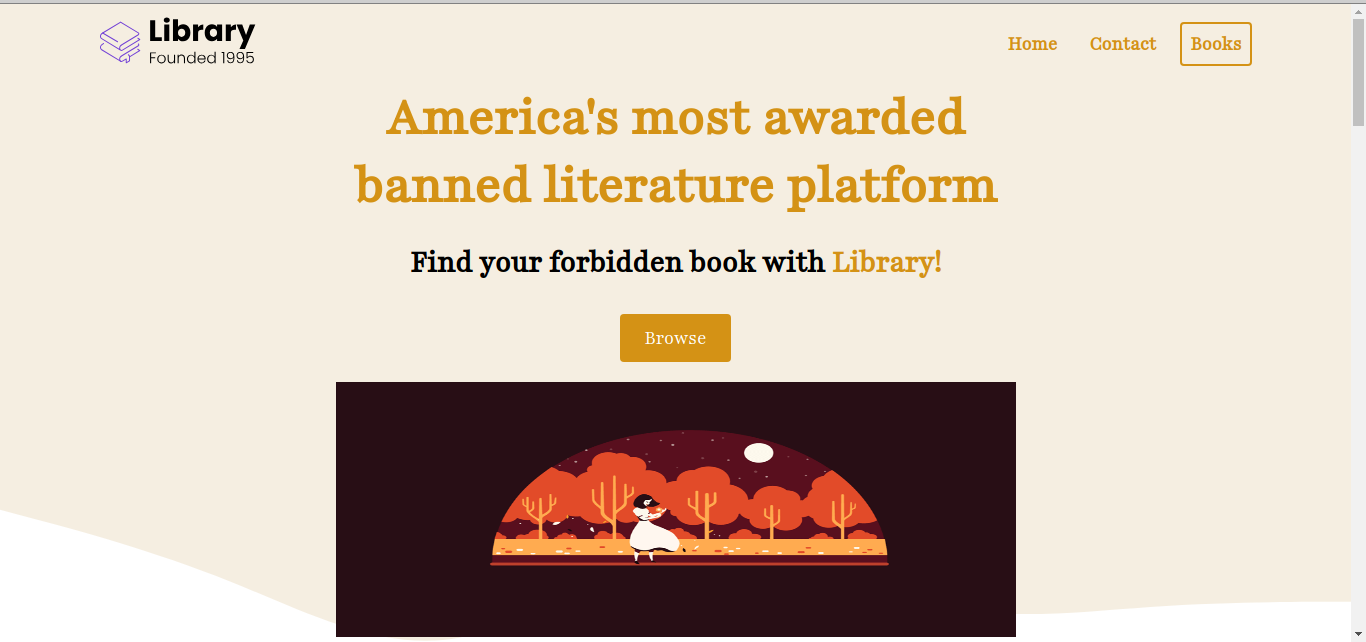 Library
Founded 1995
Home
Contact
Books
America's most awarded
banned literature platform
Find your forbidden book with Library!
Browse